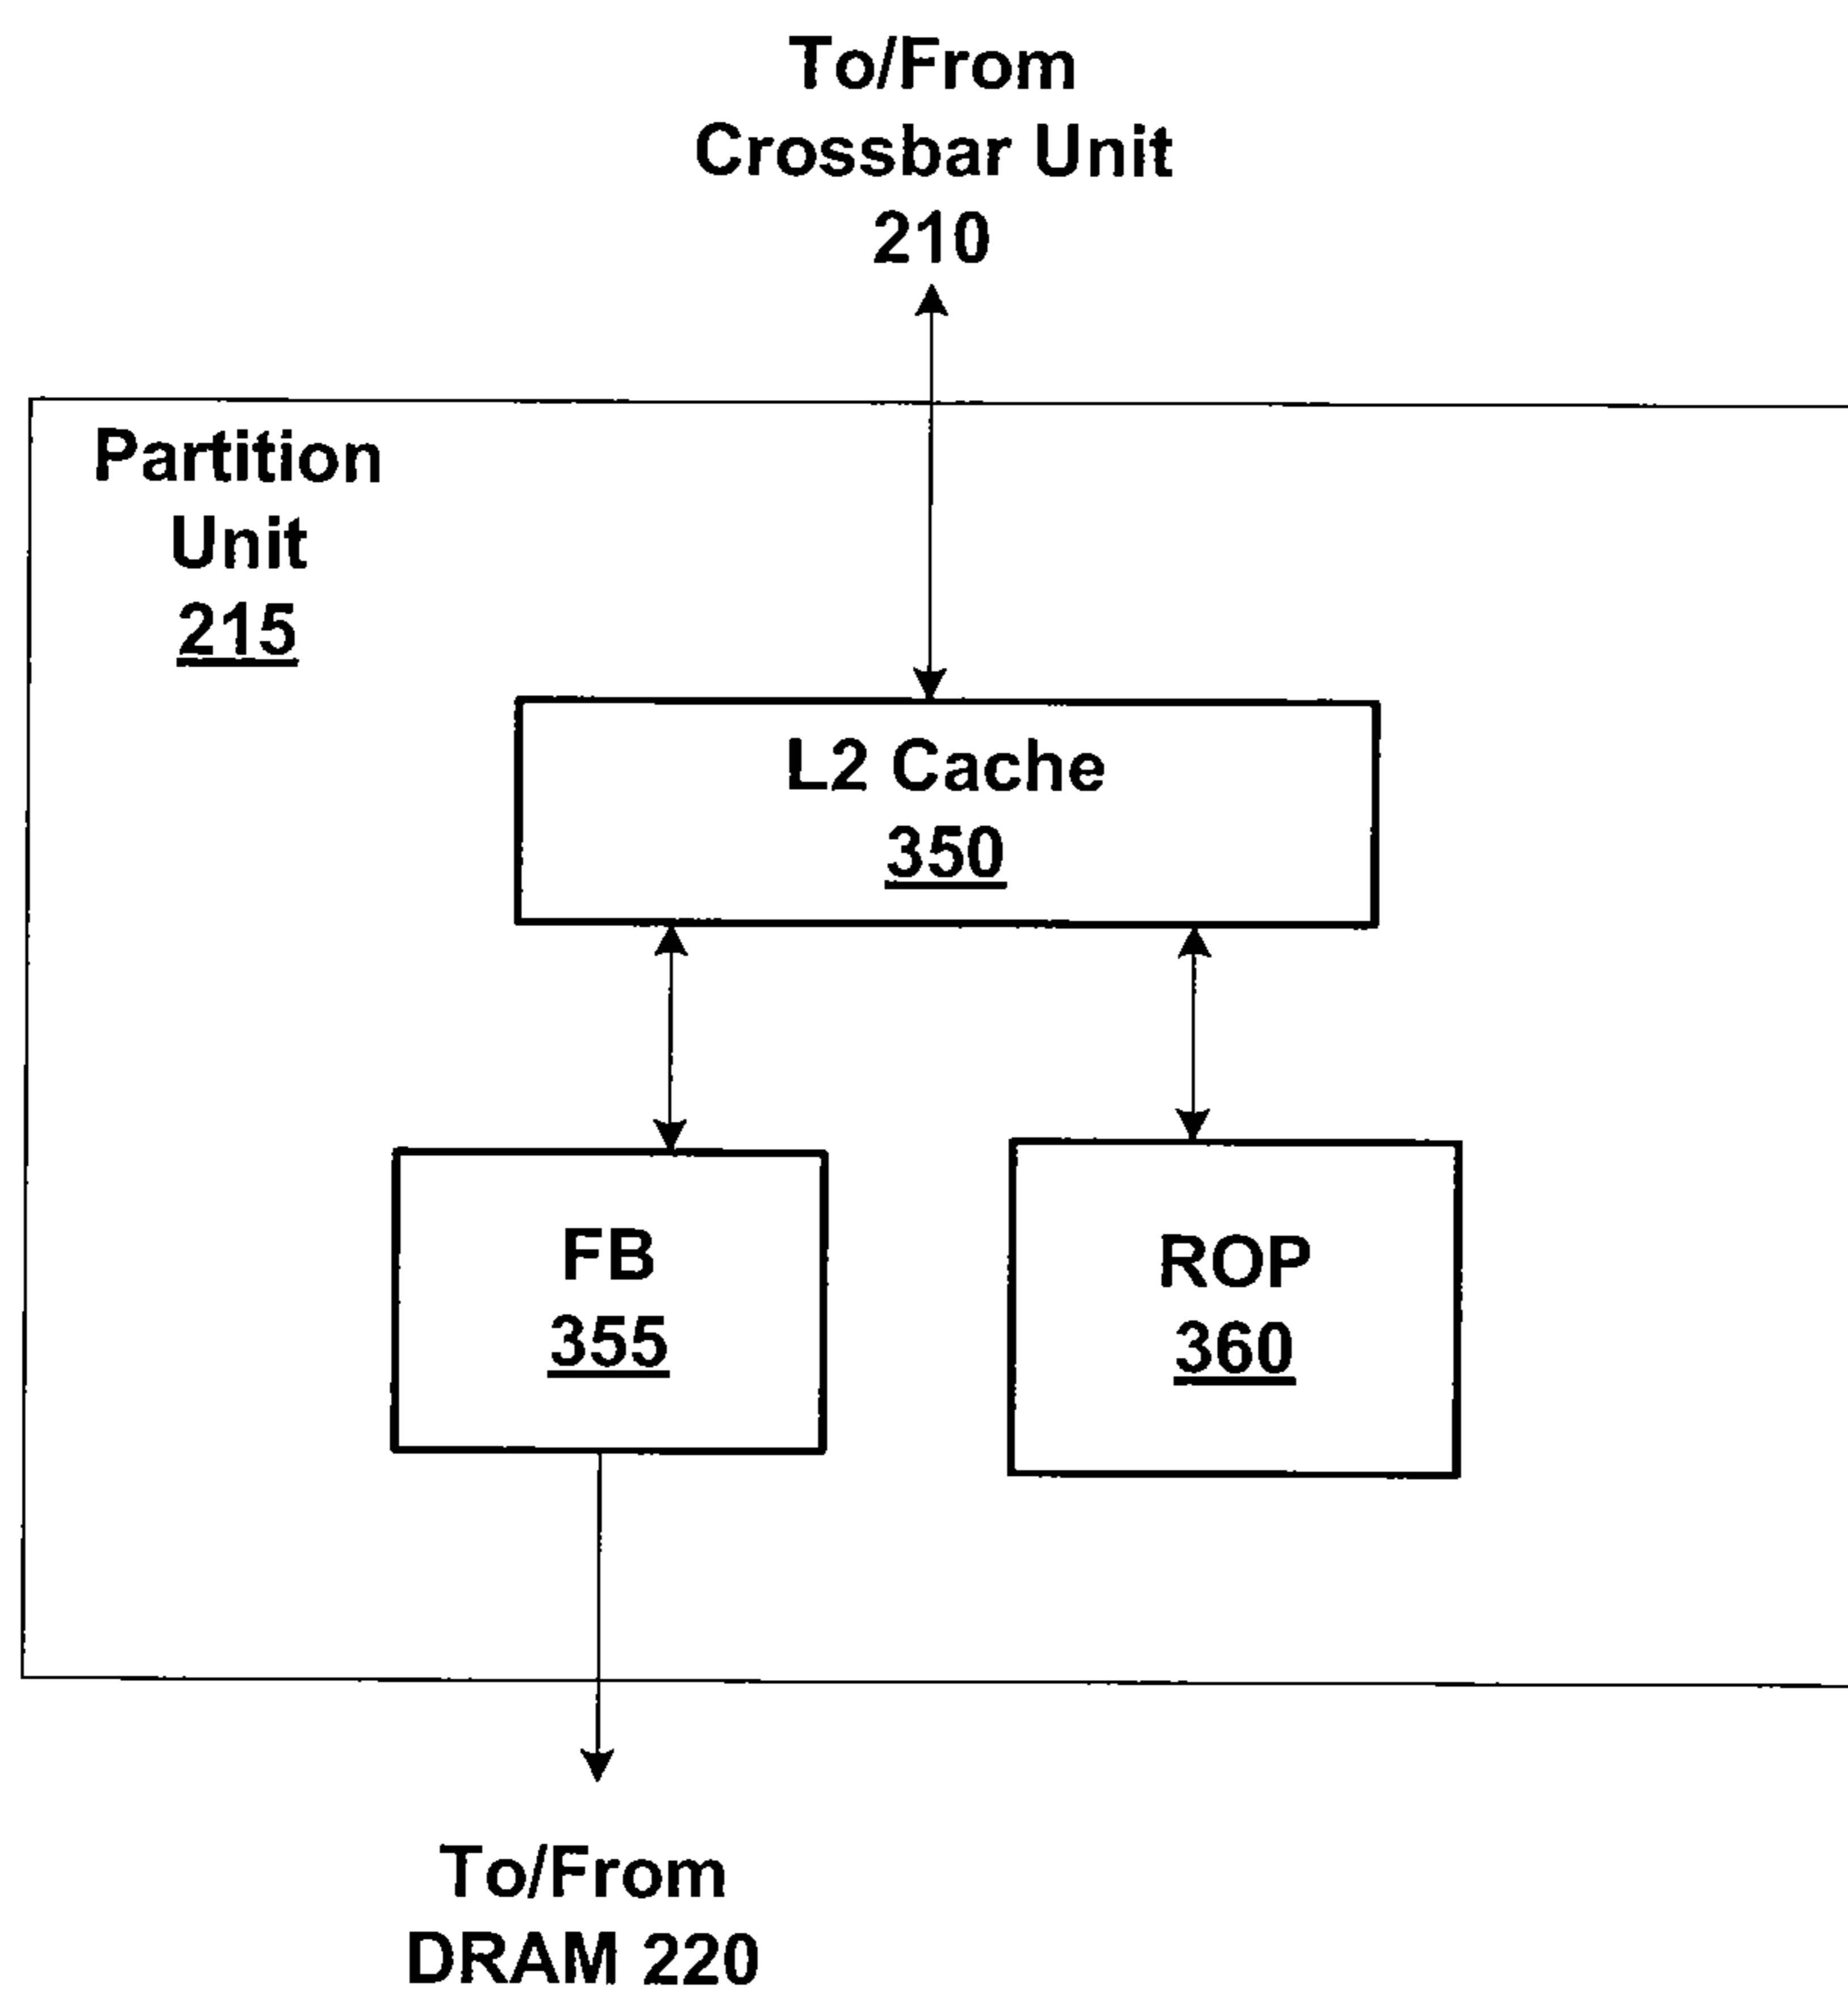 To/From
Crossbar Unit
210
Partition
Unit
215
L2 Cache
350
FB
355
ROP
360
To/From
DRAM 220